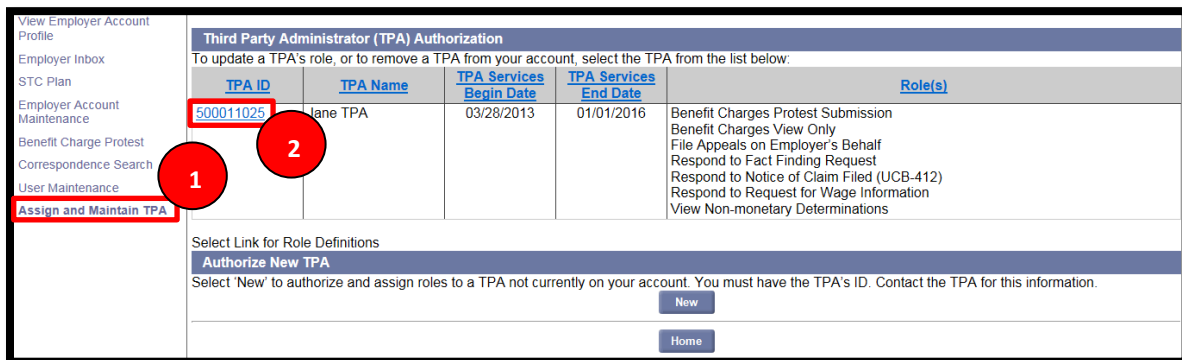 View Employer Account
Profile
Employer Inbox
STC Plan
Employer Account
Maintenance
Benefit Charge Protest
Correspondence Search
User Maintenance
Assign and Maintain TPA
1
Third Party Administrator (TPA) Authorization
To update a TPA's role, or to remove a TPA from your account, select the TPA from the list below:
TPA ID TPA Name TPA Services Begin Date TPA Services End Date Role(s)
500011025 Jane TPA 03/28/2013 01/01/2016 Benefit Charges Protest Submission
Benefit Charges View Only
File Appeals on Employer's Behalf
Respond to Fact Finding Request
Respond to Notice of Claim Filed (UCB-412)
Respond to Request for Wage Information
View Non-monetary Determinations
2
Select Link for Role Definitions
Authorize New TPA
Select 'New' to authorize and assign roles to a TPA not currently on your account. You must have the TPA's ID. Contact the TPA for this information.
New
Home